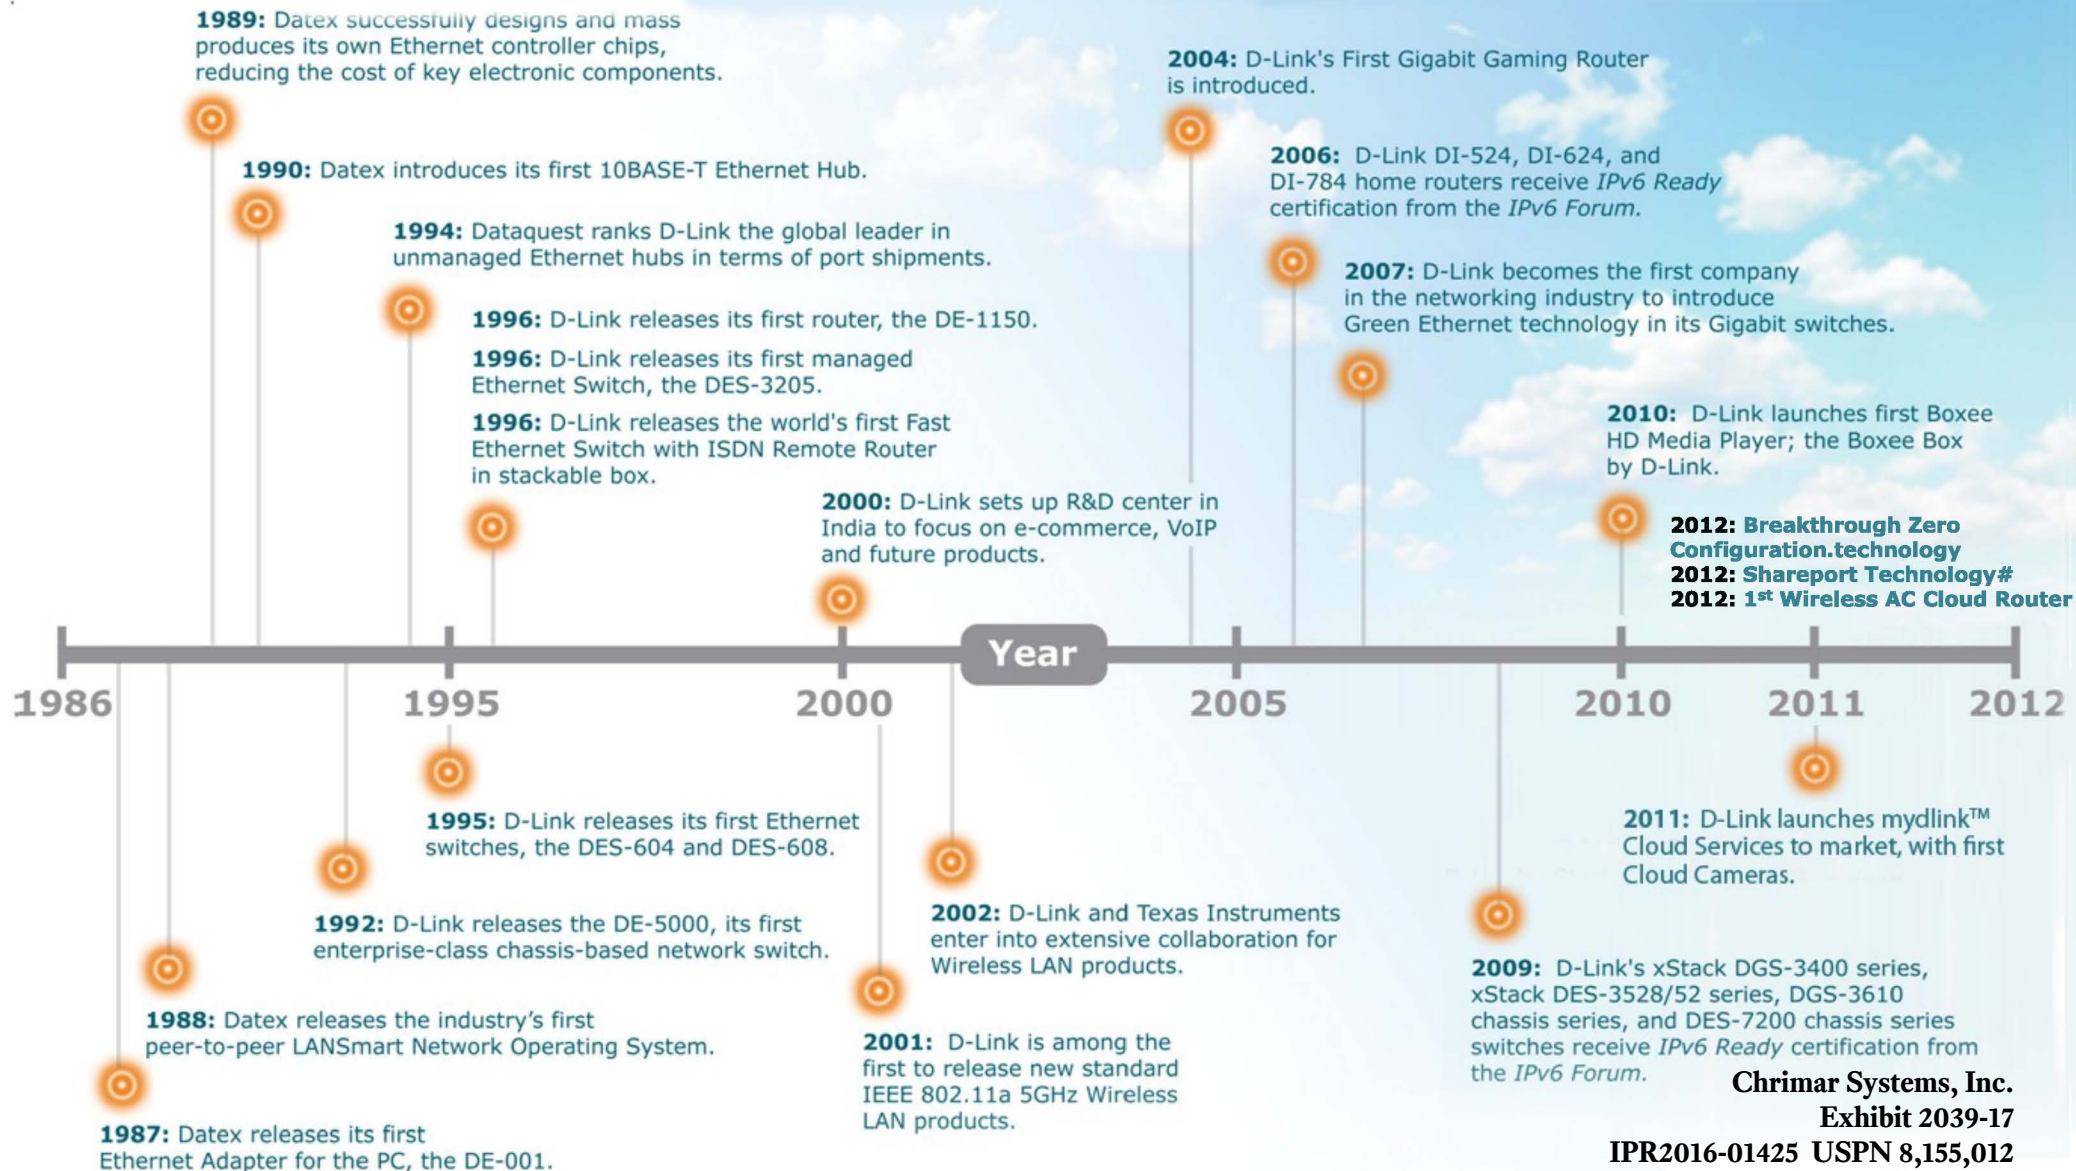 1989: Datex successfully designs and mass
produces its own Ethernet controller chips,
reducing the cost of key electronic components.
1990: Datex introduces its first 10BASE-T Ethernet Hub.
1994: Dataquest ranks D-Link the global leader in
unmanaged Ethernet hubs in terms of port shipments.
1996: D-Link releases its first router, the DE-1150.
1996: D-Link releases its first managed
Ethernet Switch, the DES-3205.
1996: D-Link releases the world's first Fast
Ethernet Switch with ISDN Remote Router
in stackable box.
2000: D-Link sets up R&D center in
India to focus on e-commerce, VoIP
and future products.
2004: D-Link's First Gigabit Gaming Router
is introduced.
2006: D-Link DI-524, DI-624, and
DI-784 home routers receive IPv6 Ready
certification from the IPv6 Forum.
2007: D-Link becomes the first company
in the networking industry to introduce
Green Ethernet technology in its Gigabit switches.
2010: D-Link launches first Boxee
HD Media Player; the Boxee Box
by D-Link.
2012: Breakthrough Zero
Configuration.technology
2012: Shareport Technology#
2012: 1st Wireless AC Cloud Router
Year
1986 1995 2000 2005 2010 2011 2012
1995: D-Link releases its first Ethernet
switches, the DES-604 and DES-608.
1992: D-Link releases the DE-5000, its first
enterprise-class chassis-based network switch.
1988: Datex releases the industry’s first
peer-to-peer LANSmart Network Operating System.
1987: Datex releases its first
Ethernet Adapter for the PC, the DE-001.
2002: D-Link and Texas Instruments
enter into extensive collaboration for
Wireless LAN products.
2001: D-Link is among the
first to release new standard
IEEE 802.11a 5GHz Wireless
LAN products.
2011: D-Link launches mydlink™
Cloud Services to market, with first
Cloud Cameras.
2009: D-Link's xStack DGS-3400 series,
xStack DES-3528/52 series, DGS-3610
chassis series, and DES-7200 chassis series
switches receive IPv6 Ready certification from
the IPv6 Forum.
Chrimar Systems, Inc.
Exhibit 2039-17
IPR2016-01425 USPN 8,155,012